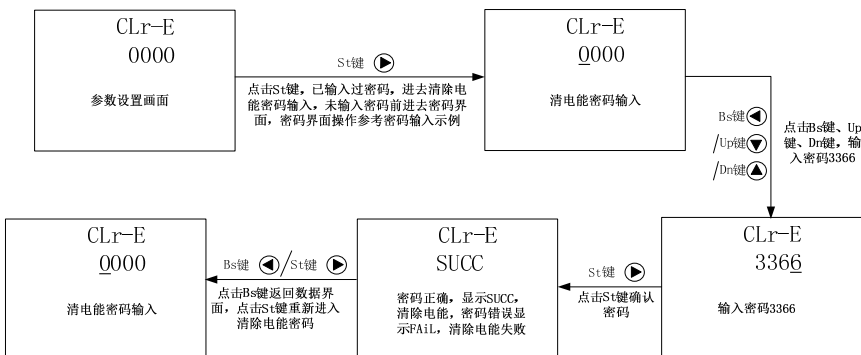 CLr-E
0000
参数设置画面
St键
点击St键，已输入过密码，进去清除电
能密码输入，未输入密码前进去密码界
面，密码界面操作参考密码输入示例
CLr-E
0000
清电能密码输入
Bs键
/Up键
/Dn键
点击Bs键、Up
键、Dn键，输
入密码3366
CLr-E
3366
输入密码3366
St键
点击St键确认
密码
CLr-E
SUCC
密码正确，显示SUCC，
清除电能，密码错误显
示FAiL，清除电能失败
Bs键 /St键
点击Bs键返回数据界
面，点击St键重新进入
清除电能密码
CLr-E
0000
清电能密码输入